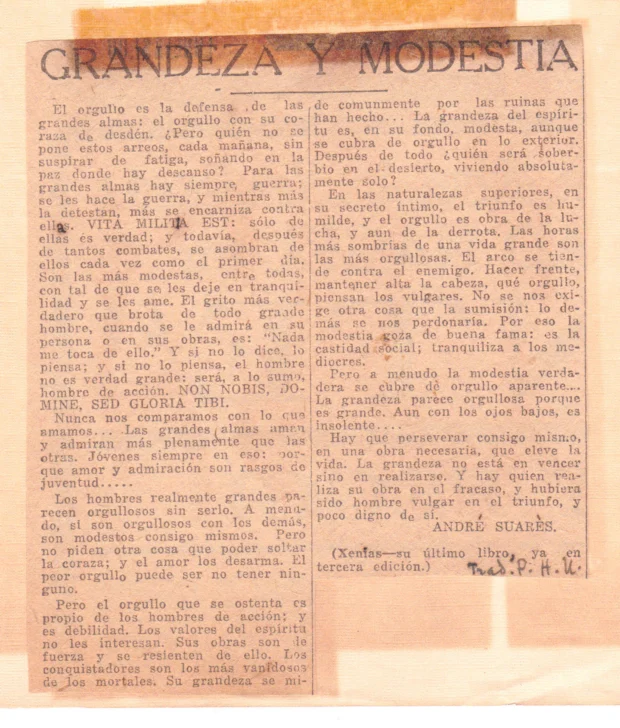 GRANDEZA Y MODESTIA
El orgullo es la defensa de las
grandes almas: el orgullo con su co-
raza de desdén. ¿Pero quién no se
pone estos arreos, cada mañana, sin
suspirar de fatiga, soñando en la
paz donde hay descanso? Para las
grandes almas hay siempre, guerra;
se les hace la guerra, y mientras más
la detestan, más se encarniza contra
ellas. VITA MILITA EST: sólo de
ellas és verdad; y todavía, después
de tantos combates, se asombran de
ellos cada vez como el primer día.
Son las más modestas, entre todas,
con tal de que se les deje en tranqui-
lidad y se les ame. El grito más ver-
dadero que brota de todo grande
hombre, cuando se le admira en su
persona o en sus obras, es: "Nada
me toca de ello." Y si no lo dice, lo
piensa; y si no lo piensa, el hombre
no es verdad grande: será, a lo sumo,
hombre de acción. NON NOBIS, DO-
MINE, SED GLORIA TIBI.
Nunca nos comparamos con lo que
amamos... Las grandes almas amen
y admiran más plenamente que las
otras. Jóvenes siempre en eso: por-
que amor y admiración son rasgos de
juventud.....
Los hombres realmente grandes pa-
recen orgullosos sin serlo. A menu-
do, si son orgullosos con los demás,
son modestos consigo mismos. Pero
no piden otra cosa que poder soltar
la coraza; y el amor los desarma. El
peor orgullo puede ser no tener nin-
guno.
Pero el orgullo que se ostenta es
propio de los hombres de acción; y
es debilidad. Los valores del espíritu
no les interesan. Sus obras son de
fuerza y se resienten de ello. Los
conquistadores son los más vanidosos
de los mortales. Su grandeza se mi-
de comunmente por las ruinas que
han hecho... La grandeza del espíri-
tu es, en su fondo, modesta, aunque
se cubra de orgullo en lo exterior.
Después de todo ¿quién será sober-
bio en el desierto, viviendo absoluta-
mente solo?
En las naturalezas superiores, en
su secreto íntimo, el triunfo es hu-
milde, y el orgullo es obra de la lu-
cha, y aun de la derrota. Las horas
más sombrías de una vida grande son
las más orgullosas. El arco se tien-
de contra el enemigo. Hacer frente,
mantener alta la cabeza, qué orgullo,
piensan los vulgares. No se nos exi-
ge otra cosa que la sumisión: lo de-
más se nos perdonaría. Por eso la
modestia goza de buena fama: es la
castidad social; tranquiliza a los me-
diocres.
Pero a menudo la modestia verda-
dera se cubre de orgullo aparente....
La grandeza parece orgullosa porque
es grande. Aun con los ojos bajos, es
insolente....
Hay que perseverar consigo mismo,
en una obra necesaria, que eleve la
vida. La grandeza no está en vencer
sino en realizarse. Y hay quien rea-
liza su obra en el fracaso, y hubiera
sido hombre vulgar en el triunfo, y
poco digno de sí.
ANDRÉ SUARÈS.
(Xenias—su último libro, ya en
tercera edición.) Trad. P. H. U.